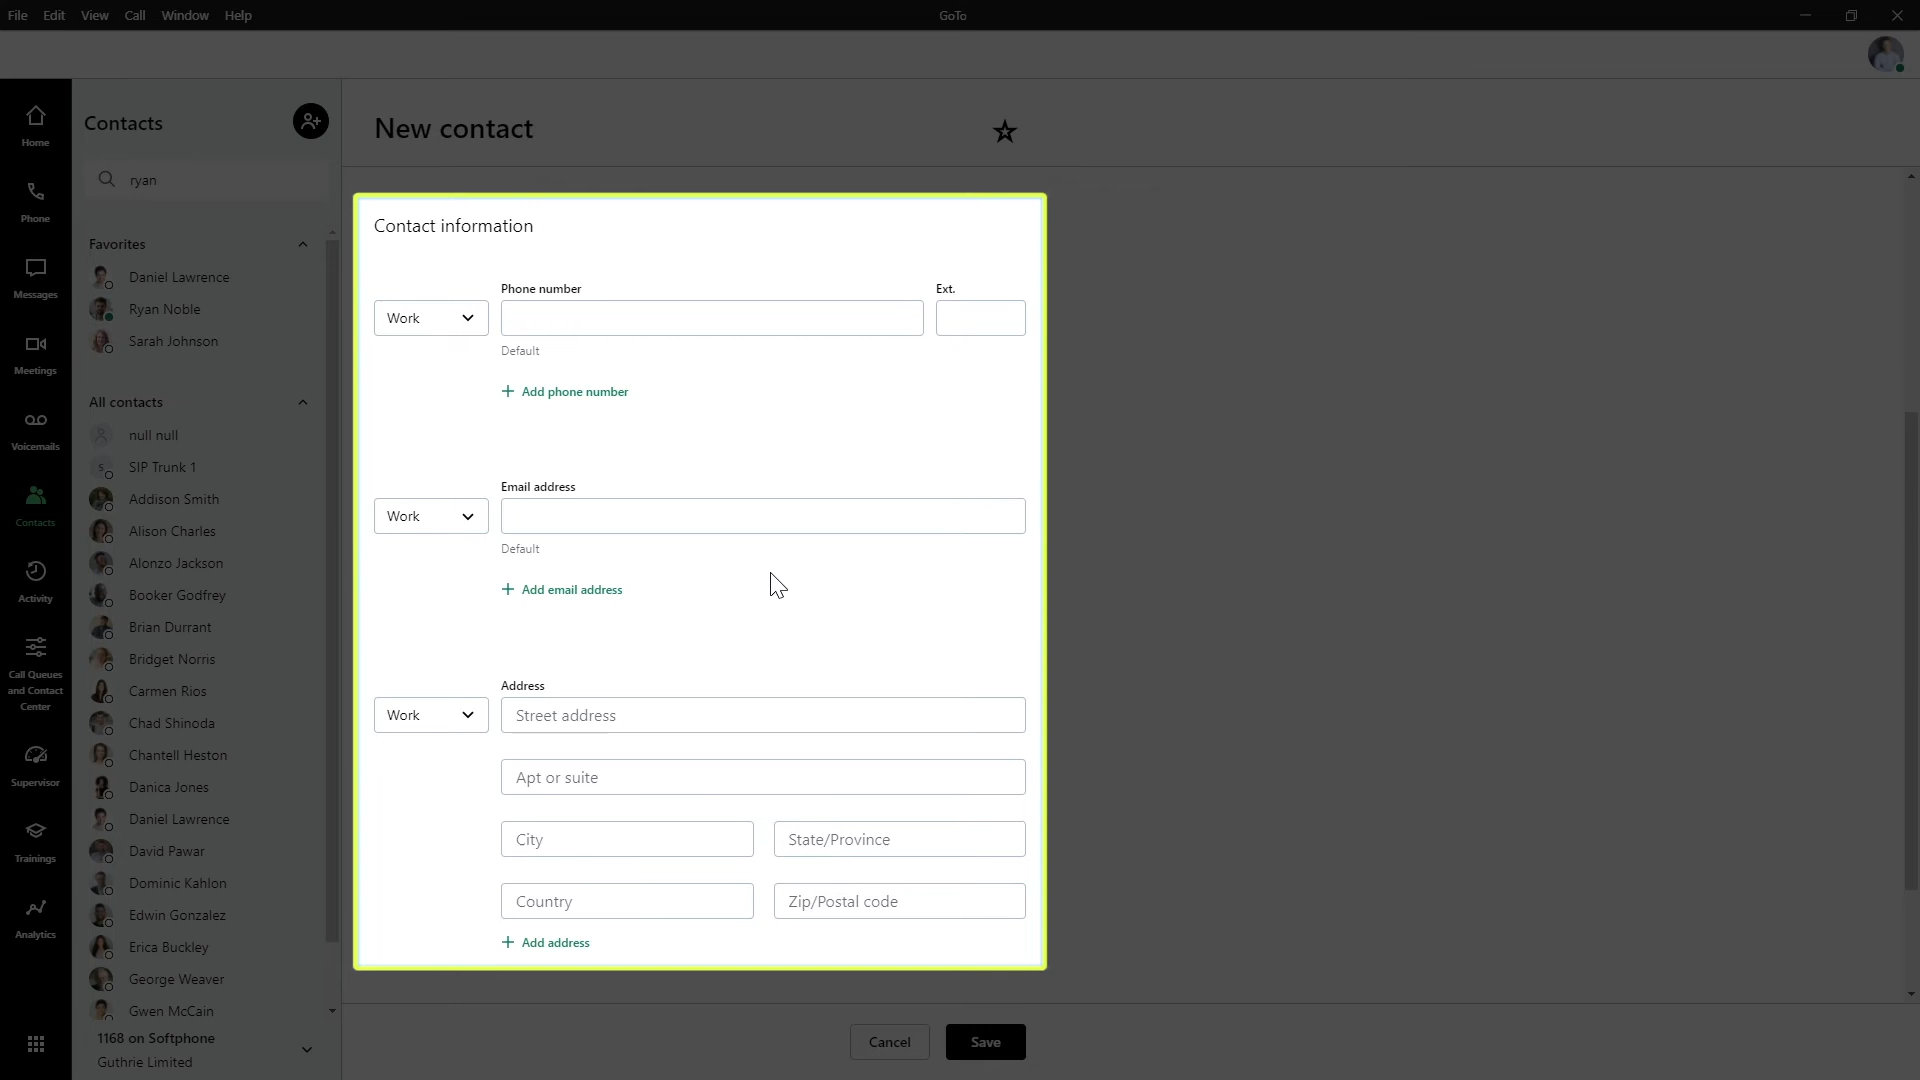 File Edit View Call Window Help
GoTo
Home
Phone
Messages
Meetings
Voicemails
Contacts
Activity
Call Queues
and Contact
Center
Supervisor
Trainings
Analytics
Contacts
ryan
Favorites
Daniel Lawrence
Ryan Noble
Sarah Johnson
All contacts
null null
S SIP Trunk 1
Addison Smith
Alison Charles
Alonzo Jackson
Booker Godfrey
Brian Durrant
Bridget Norris
Carmen Rios
Chad Shinoda
Chantell Heston
Danica Jones
Daniel Lawrence
David Pawar
Dominic Kahlon
Edwin Gonzalez
Erica Buckley
George Weaver
Gwen McCain
1168 on Softphone
Guthrie Limited
New contact
Contact information
Phone number Ext.
Work
Default
+ Add phone number
Email address
Work
Default
+ Add email address
Address
Work Street address
Apt or suite
City State/Province
Country Zip/Postal code
+ Add address
Cancel Save